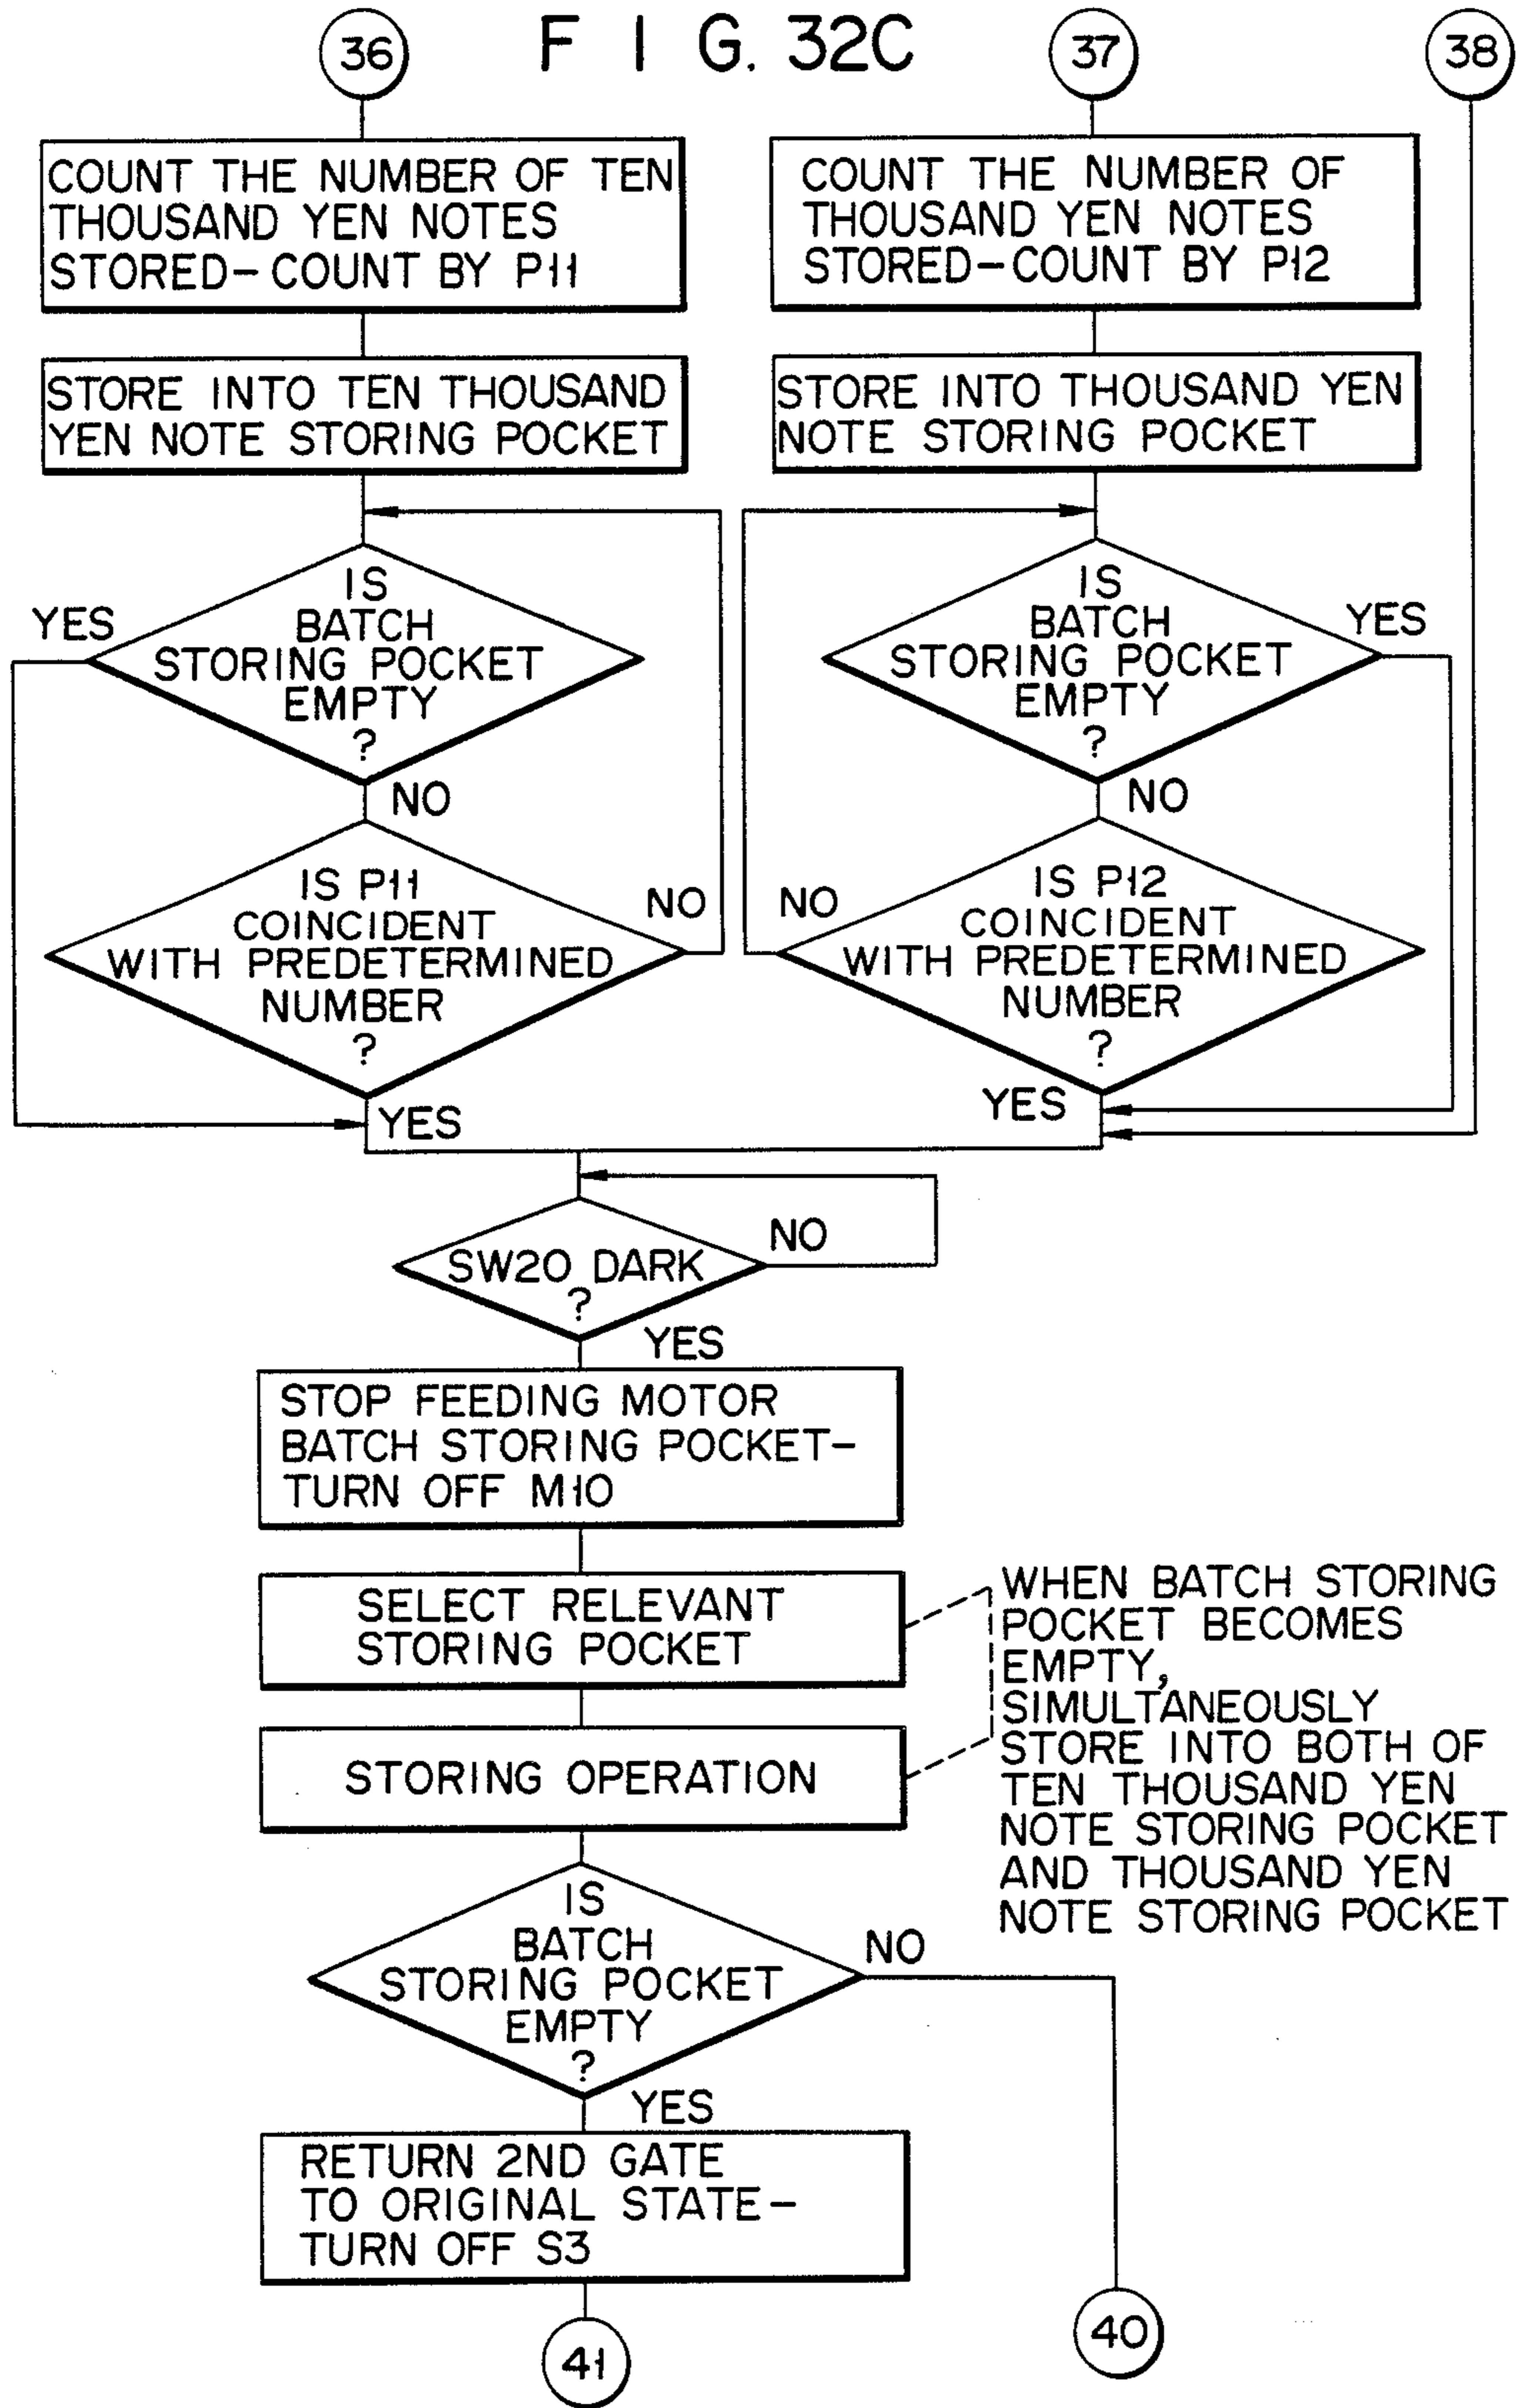 36
F I G. 32C
37
38
COUNT THE NUMBER OF TEN
THOUSAND YEN NOTES
STORED-COUNT BY P11
COUNT THE NUMBER OF
THOUSAND YEN NOTES
STORED-COUNT BY P12
STORE INTO TEN THOUSAND
YEN NOTE STORING POCKET
STORE INTO THOUSAND YEN
NOTE STORING POCKET
IS
BATCH
STORING POCKET
EMPTY
?
YES
NO
IS
BATCH
STORING POCKET
EMPTY
?
YES
NO
IS P11
COINCIDENT
WITH PREDETERMINED
NUMBER
?
NO
YES
IS P12
COINCIDENT
WITH PREDETERMINED
NUMBER
?
NO
YES
SW20 DARK
?
NO
YES
STOP FEEDING MOTOR
BATCH STORING POCKET-
TURN OFF M10
SELECT RELEVANT
STORING POCKET
STORING OPERATION
WHEN BATCH STORING
POCKET BECOMES
EMPTY,
SIMULTANEOUSLY
STORE INTO BOTH OF
TEN THOUSAND YEN
NOTE STORING POCKET
AND THOUSAND YEN
NOTE STORING POCKET
IS
BATCH
STORING POCKET
EMPTY
?
NO
YES
RETURN 2ND GATE
TO ORIGINAL STATE-
TURN OFF S3
41
40